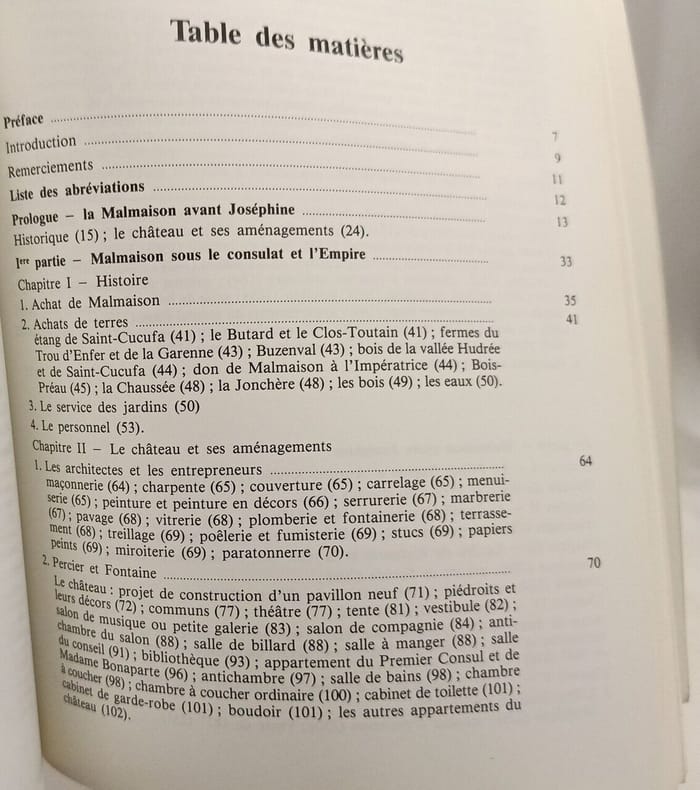 Table des matières
Préface ........ 7
Introduction ........ 9
Remerciements ........ 11
Liste des abréviations ........ 12
Prologue – la Malmaison avant Joséphine ........ 13
Historique (15) ; le château et ses aménagements (24).
1ere partie – Malmaison sous le consulat et l'Empire ........ 33
Chapitre I – Histoire
1. Achat de Malmaison ........ 35
2. Achats de terres ........ 41
étang de Saint-Cucufa (41) ; le Butard et le Clos-Toutain (41) ; fermes du
Trou d'Enfer et de la Garenne (43) ; Buzenval (43) ; bois de la vallée Hudrée
et de Saint-Cucufa (44) ; don de Malmaison à l'Impératrice (44) ; Bois-
Préau (45) ; la Chaussée (48) ; la Jonchère (48) ; les bois (49) ; les eaux (50).
3. Le service des jardins (50)
4. Le personnel (53).
Chapitre II – Le château et ses aménagements
1. Les architectes et les entrepreneurs ........ 64
maçonnerie (64) ; charpente (65) ; couverture (65) ; carrelage (65) ; menui-
serie (65) ; peinture et peinture en décors (66) ; serrurerie (67) ; marbrerie
(67) ; pavage (68) ; vitrerie (68) ; plomberie et fontainerie (68) ; terrasse-
ment (68) ; treillage (69) ; poêlerie et fumisterie (69) ; stucs (69) ; papiers
peints (69) ; miroiterie (69) ; paratonnerre (70).
2. Percier et Fontaine ........ 70
Le château : projet de construction d'un pavillon neuf (71) ; piédroits et
leurs décors (72) ; communs (77) ; théâtre (77) ; tente (81) ; vestibule (82) ;
salon de musique ou petite galerie (83) ; salon de compagnie (84) ; anti-
chambre du salon (88) ; salle de billard (88) ; salle à manger (88) ; salle
du conseil (91) ; bibliothèque (93) ; appartement du Premier Consul et de
Madame Bonaparte (96) ; antichambre (97) ; salle de bains (98) ; chambre
à coucher (98) ; chambre à coucher ordinaire (100) ; cabinet de toilette (101) ;
cabinet de garde-robe (101) ; boudoir (101) ; les autres appartements du
château (102).